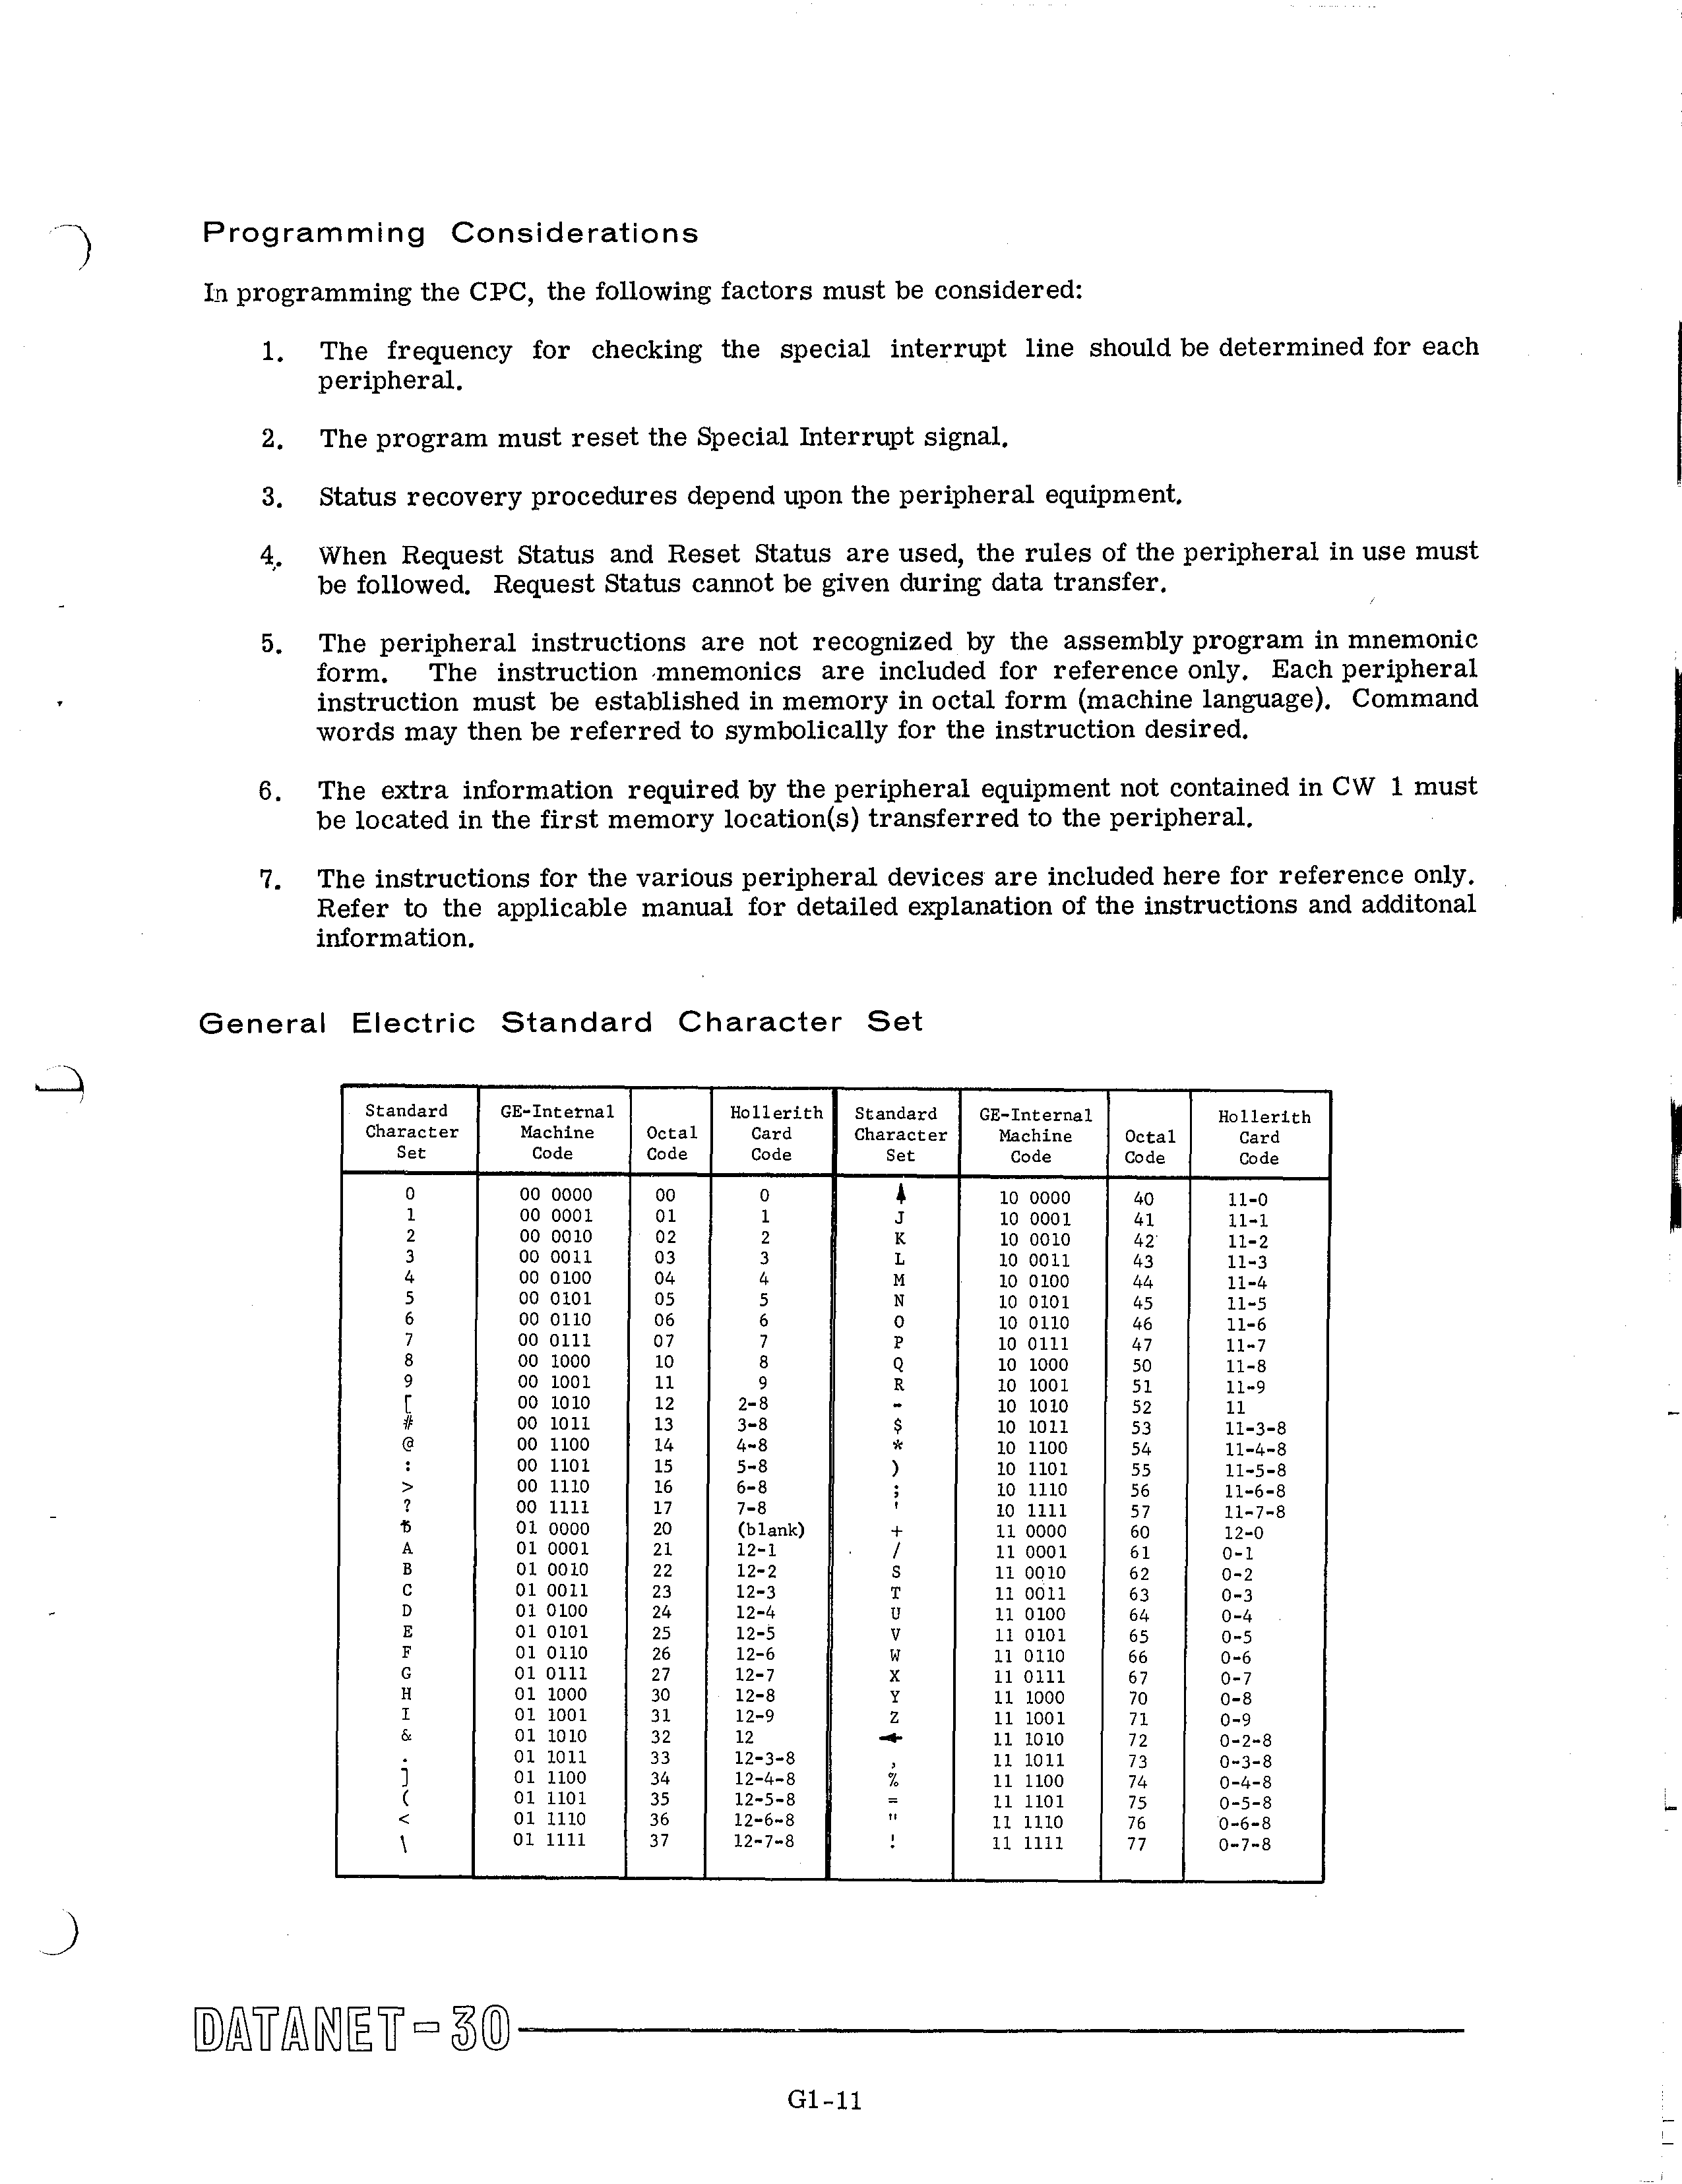 Programming Considerations
In programming the CPC, the following factors must be considered:
1. The frequency for checking the special interrupt line should be determined for each
peripheral.
2. The program must reset the Special Interrupt signal.
3. Status recovery procedures depend upon the peripheral equipment.
4. When Request Status and Reset Status are used, the rules of the peripheral in use must
be followed. Request Status cannot be given during data transfer.
5. The peripheral instructions are not recognized by the assembly program in mnemonic
form. The instruction mnemonics are included for reference only. Each peripheral
instruction must be established in memory in octal form (machine language). Command
words may then be referred to symbolically for the instruction desired.
6. The extra information required by the peripheral equipment not contained in CW 1 must
be located in the first memory location(s) transferred to the peripheral.
7. The instructions for the various peripheral devices are included here for reference only.
Refer to the applicable manual for detailed explanation of the instructions and additonal
information.
General Electric Standard Character Set
Standard GE-Internal Hollerith Standard GE-Internal Hollerith
Character Machine Octal Card Character Machine Octal Card
Set Code Code Code Set Code Code Code
0 00 0000 00 0 ↑ 10 0000 40 11-0
1 00 0001 01 1 J 10 0001 41 11-1
2 00 0010 02 2 K 10 0010 42 11-2
3 00 0011 03 3 L 10 0011 43 11-3
4 00 0100 04 4 M 10 0100 44 11-4
5 00 0101 05 5 N 10 0101 45 11-5
6 00 0110 06 6 O 10 0110 46 11-6
7 00 0111 07 7 P 10 0111 47 11-7
8 00 1000 10 8 Q 10 1000 50 11-8
9 00 1001 11 9 R 10 1001 51 11-9
[ 00 1010 12 2-8 - 10 1010 52 11
# 00 1011 13 3-8 $ 10 1011 53 11-3-8
@ 00 1100 14 4-8 * 10 1100 54 11-4-8
: 00 1101 15 5-8 ) 10 1101 55 11-5-8
> 00 1110 16 6-8 ; 10 1110 56 11-6-8
? 00 1111 17 7-8 ' 10 1111 57 11-7-8
ƀ 01 0000 20 (blank) + 11 0000 60 12-0
A 01 0001 21 12-1 / 11 0001 61 0-1
B 01 0010 22 12-2 S 11 0010 62 0-2
C 01 0011 23 12-3 T 11 0011 63 0-3
D 01 0100 24 12-4 U 11 0100 64 0-4
E 01 0101 25 12-5 V 11 0101 65 0-5
F 01 0110 26 12-6 W 11 0110 66 0-6
G 01 0111 27 12-7 X 11 0111 67 0-7
H 01 1000 30 12-8 Y 11 1000 70 0-8
I 01 1001 31 12-9 Z 11 1001 71 0-9
& 01 1010 32 12 ← 11 1010 72 0-2-8
. 01 1011 33 12-3-8 , 11 1011 73 0-3-8
] 01 1100 34 12-4-8 % 11 1100 74 0-4-8
( 01 1101 35 12-5-8 = 11 1101 75 0-5-8
< 01 1110 36 12-6-8 " 11 1110 76 0-6-8
\ 01 1111 37 12-7-8 ! 11 1111 77 0-7-8
DATANET-30
G1-11